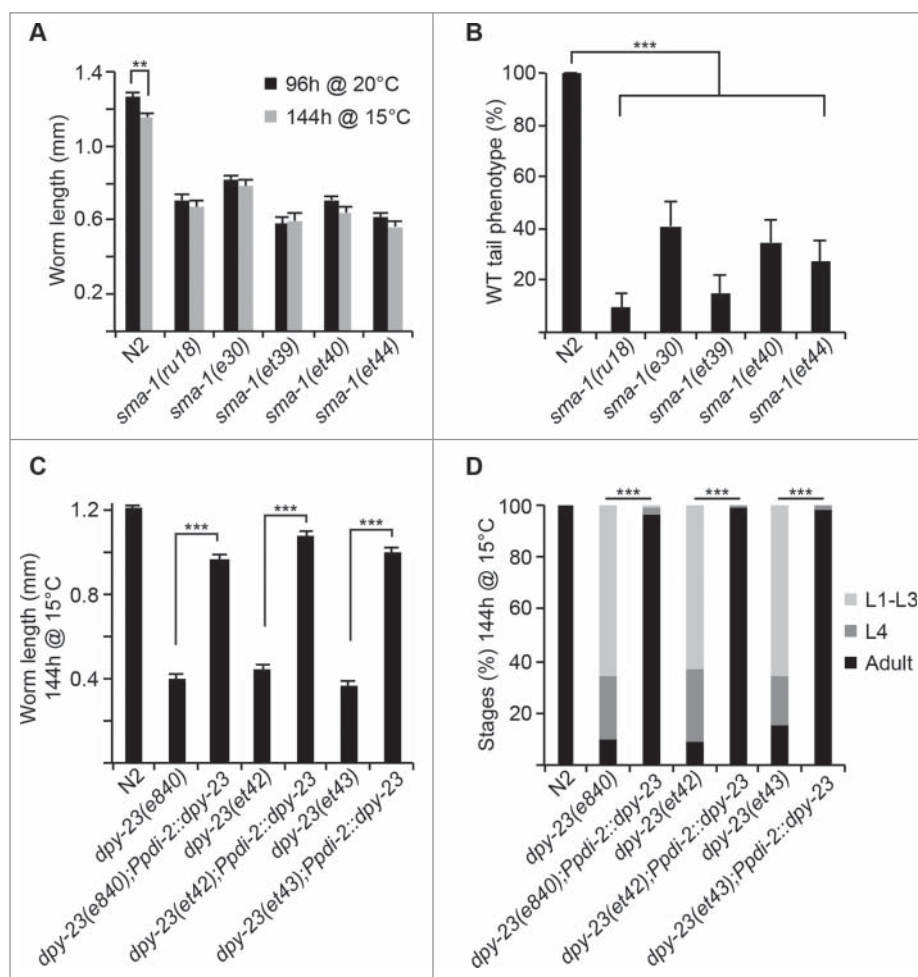 A
Worm length (mm)
1.4
1.0
0.6
0.2
**
96h @ 20°C
144h @ 15°C
N2
sma-1(ru18)
sma-1(e30)
sma-1(et39)
sma-1(et40)
sma-1(et44)
B
WT tail phenotype (%)
100
80
60
40
20
***
N2
sma-1(ru18)
sma-1(e30)
sma-1(et39)
sma-1(et40)
sma-1(et44)
C
Worm length (mm)
144h @ 15°C
1.2
0.8
0.4
***
***
***
N2
dpy-23(e840)
dpy-23(e840);Ppdi-2::dpy-23
dpy-23(et42)
dpy-23(et42);Ppdi-2::dpy-23
dpy-23(et43)
dpy-23(et43);Ppdi-2::dpy-23
D
Stages (%) 144h @ 15°C
100
80
60
40
20
***
***
***
L1-L3
L4
Adult
N2
dpy-23(e840)
dpy-23(e840);Ppdi-2::dpy-23
dpy-23(et42)
dpy-23(et42);Ppdi-2::dpy-23
dpy-23(et43)
dpy-23(et43);Ppdi-2::dpy-23